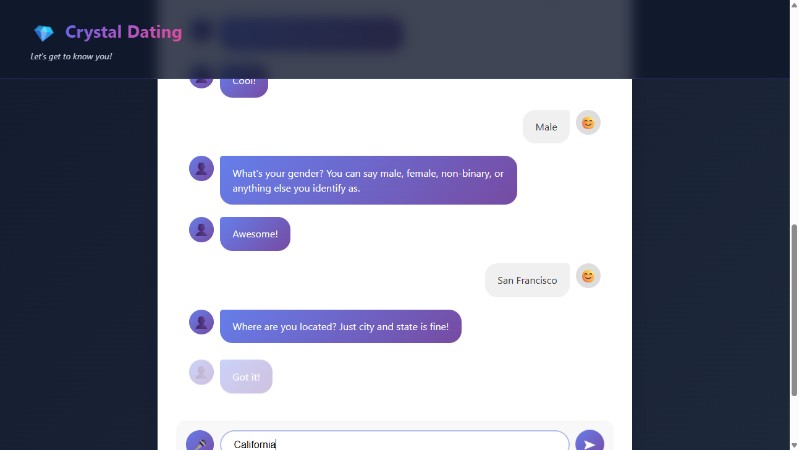 Crystal Dating
Let's get to know you!
Cool!
Male
What's your gender? You can say male, female, non-binary, or
anything else you identify as.
Awesome!
San Francisco
Where are you located? Just city and state is fine!
Got it!
California